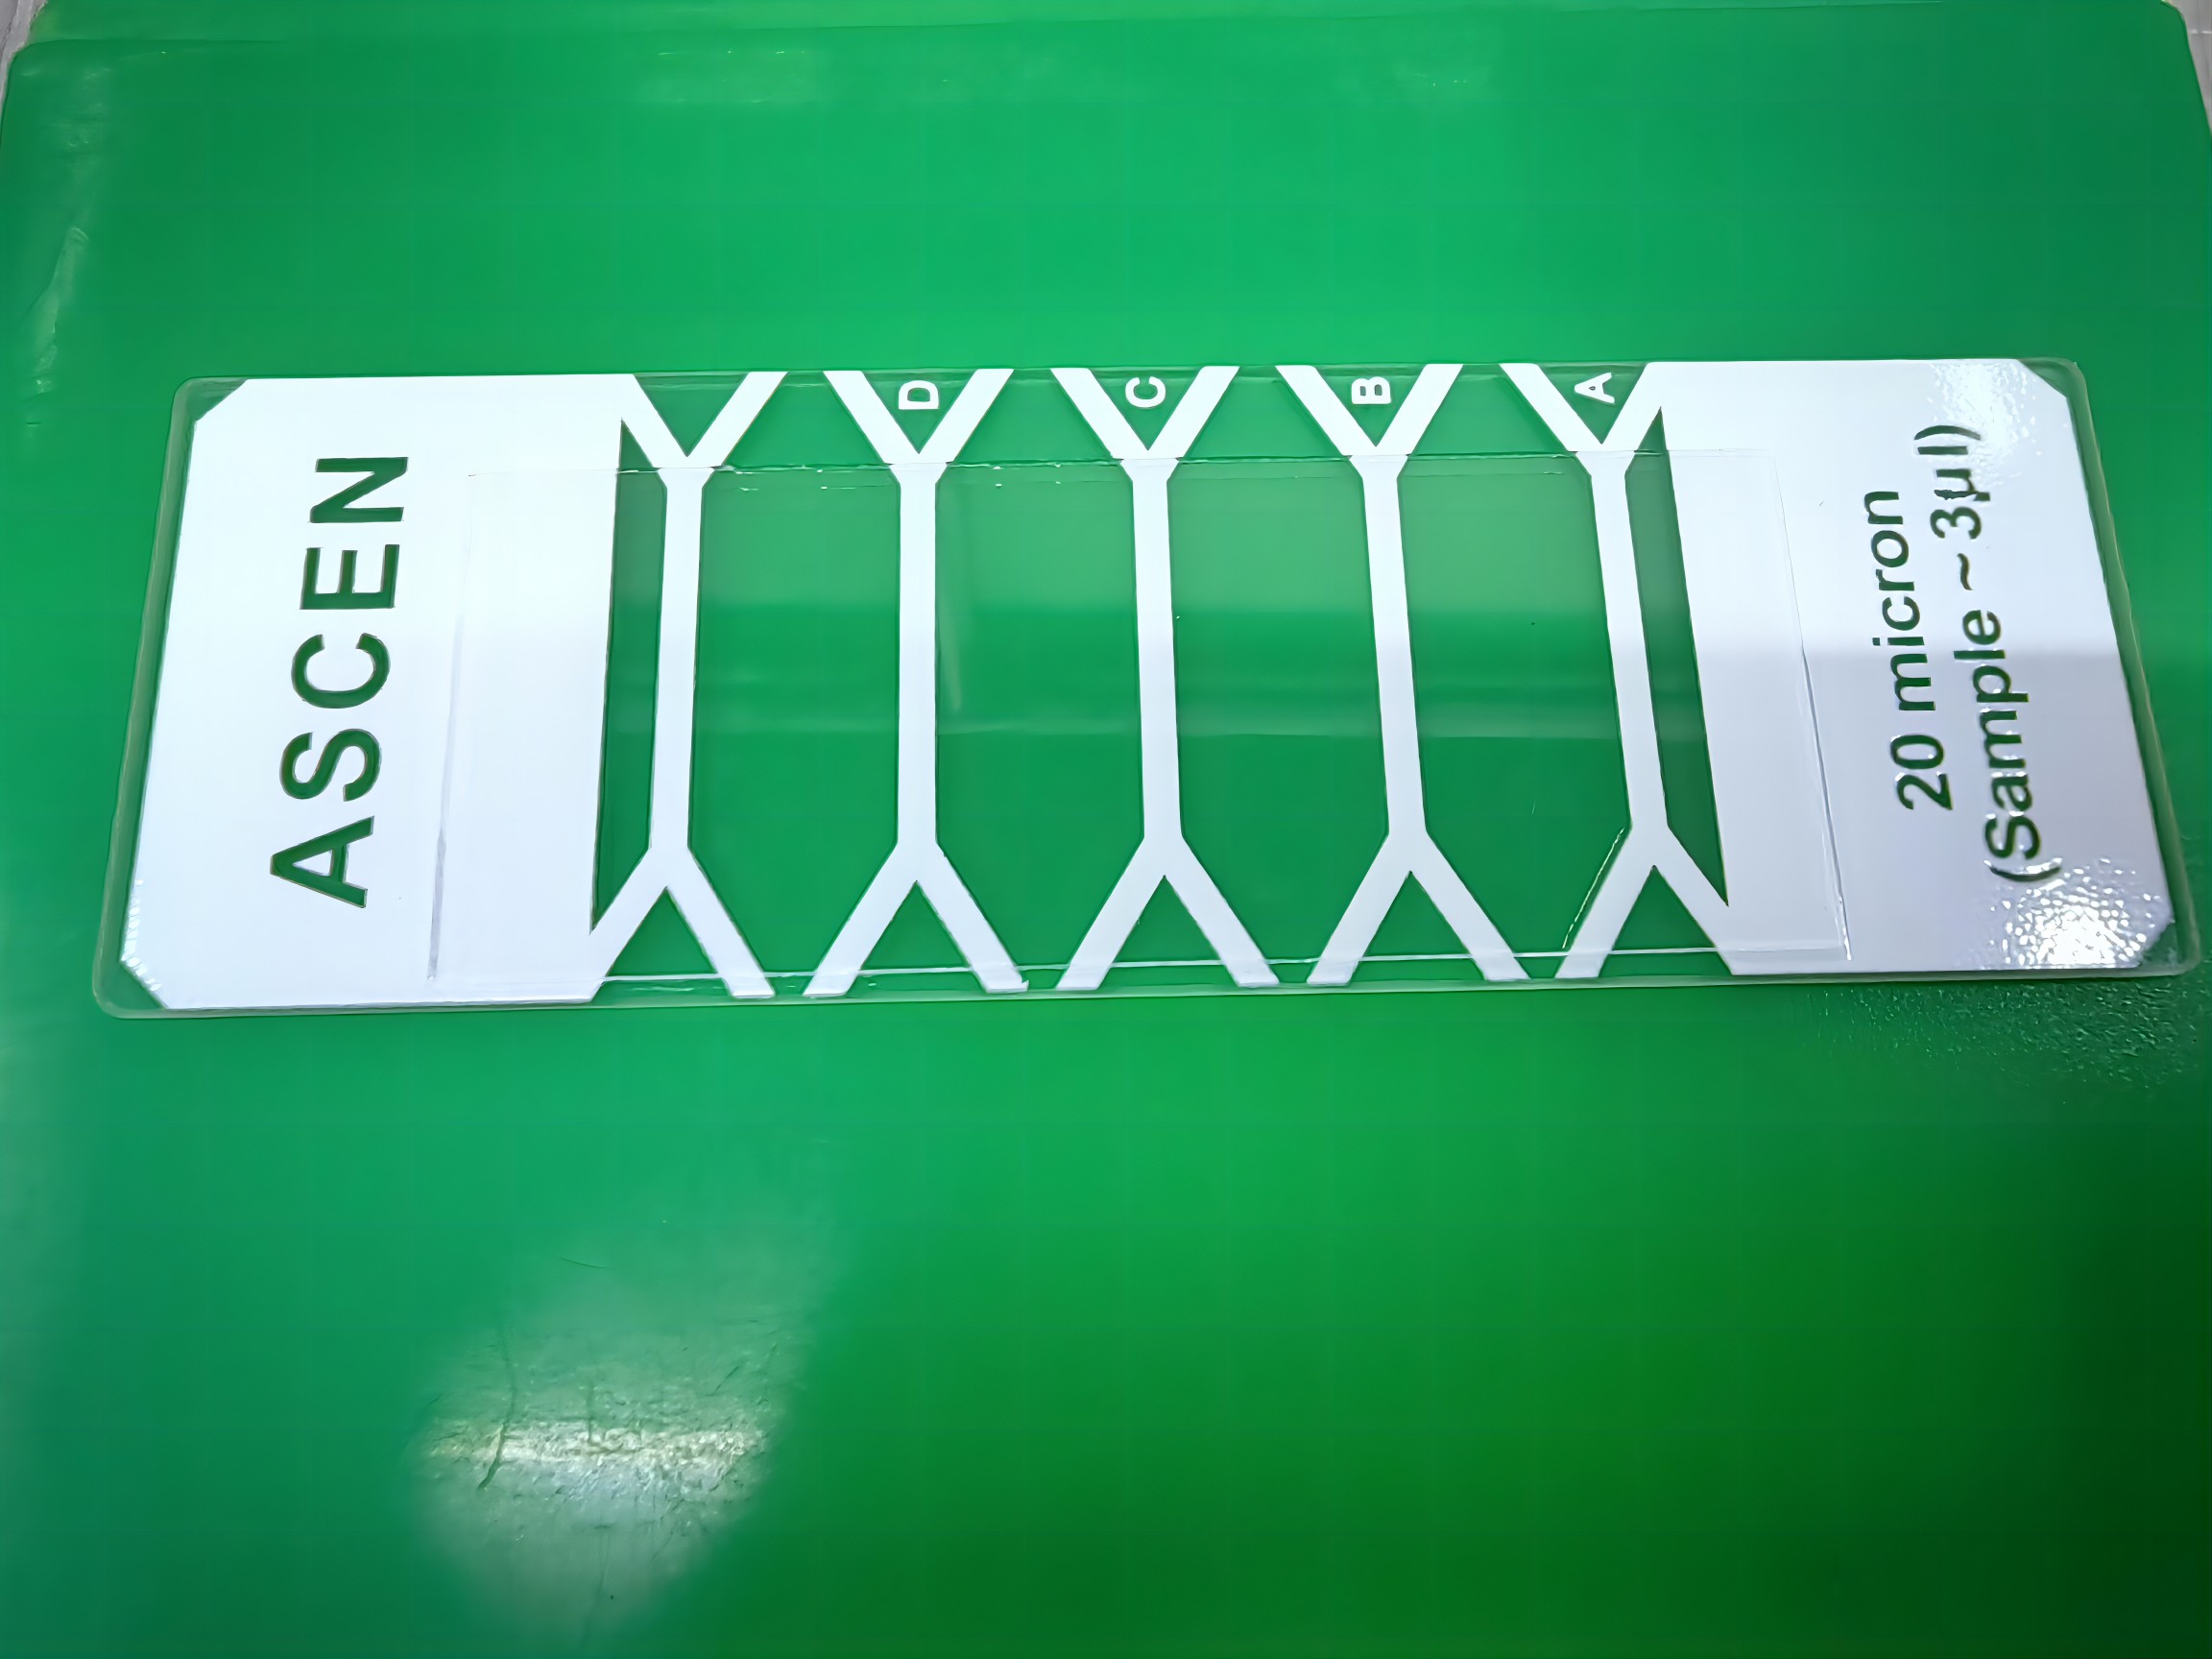 ASCEN
D
C
B
A
20 micron
(Sample ~ 3µl)